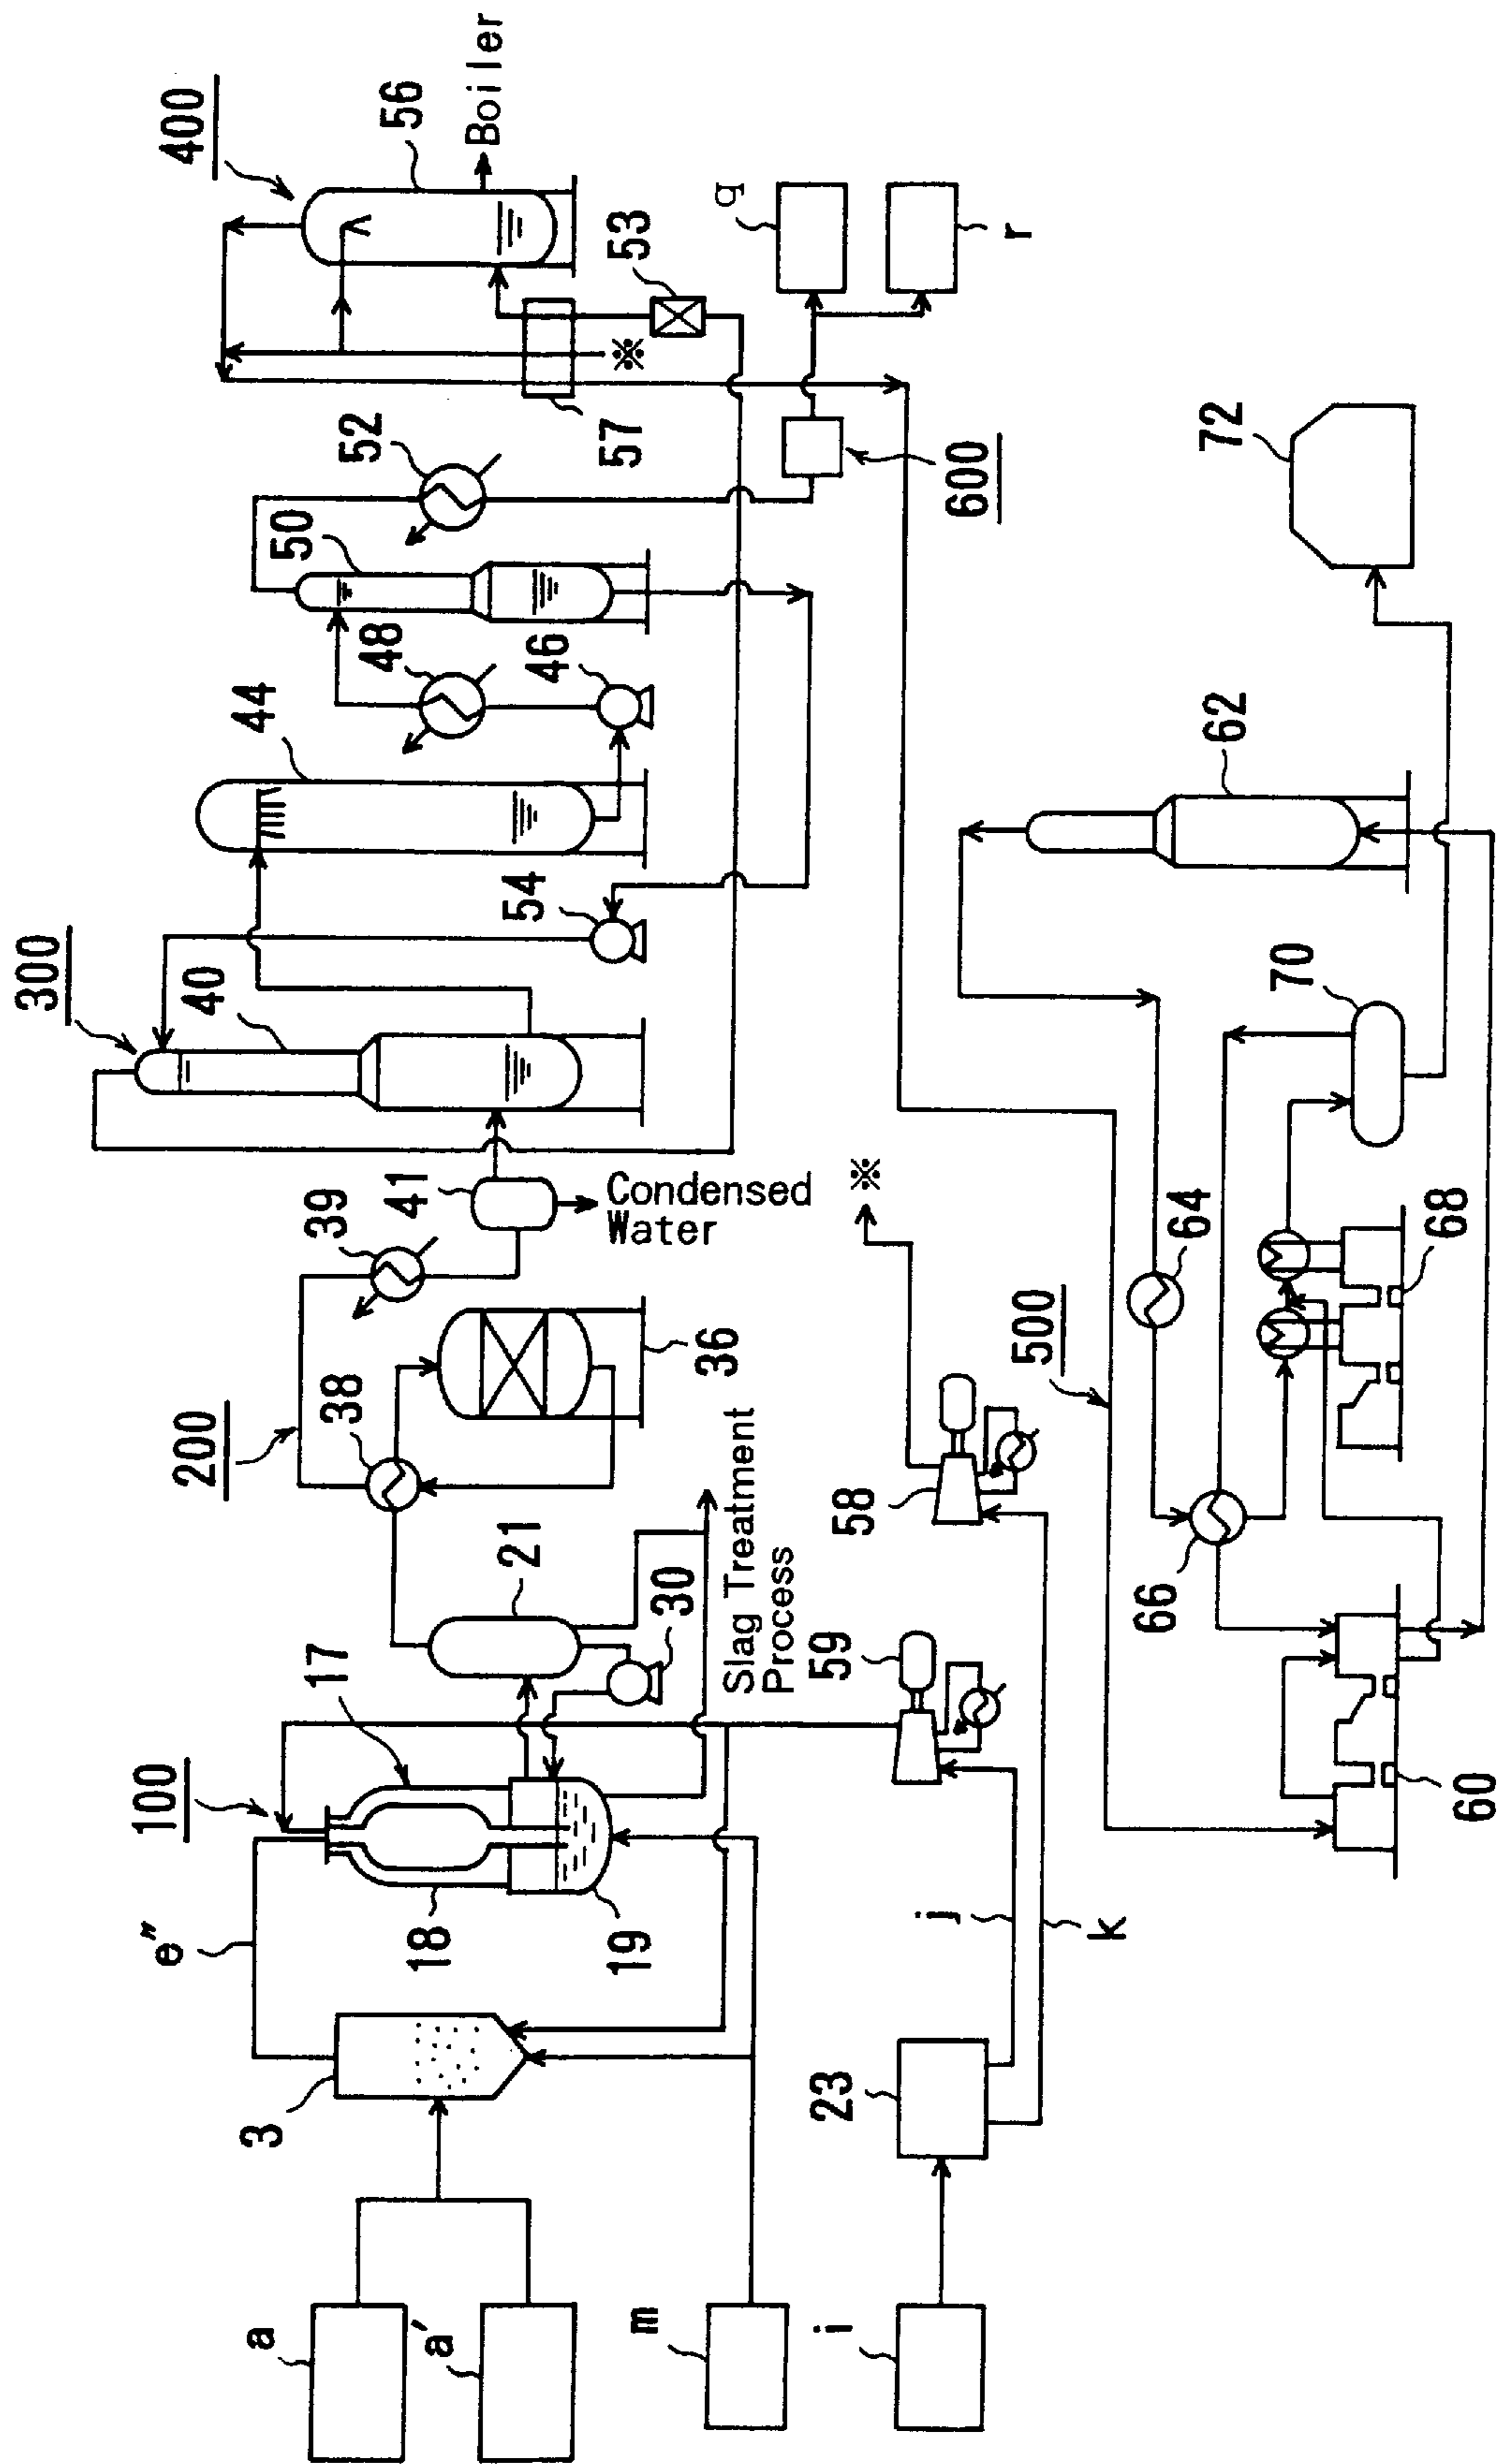 a
a'
m
i
3
e″
100
17
18
19
21
30
Slag Treatment
Process
23
j
k
59
58
200
38
39
36
41
Condensed
Water
※
300
40
54
44
48
46
50
52
57
※
53
400
56
Boiler
600
q
r
500
60
66
64
68
70
62
72